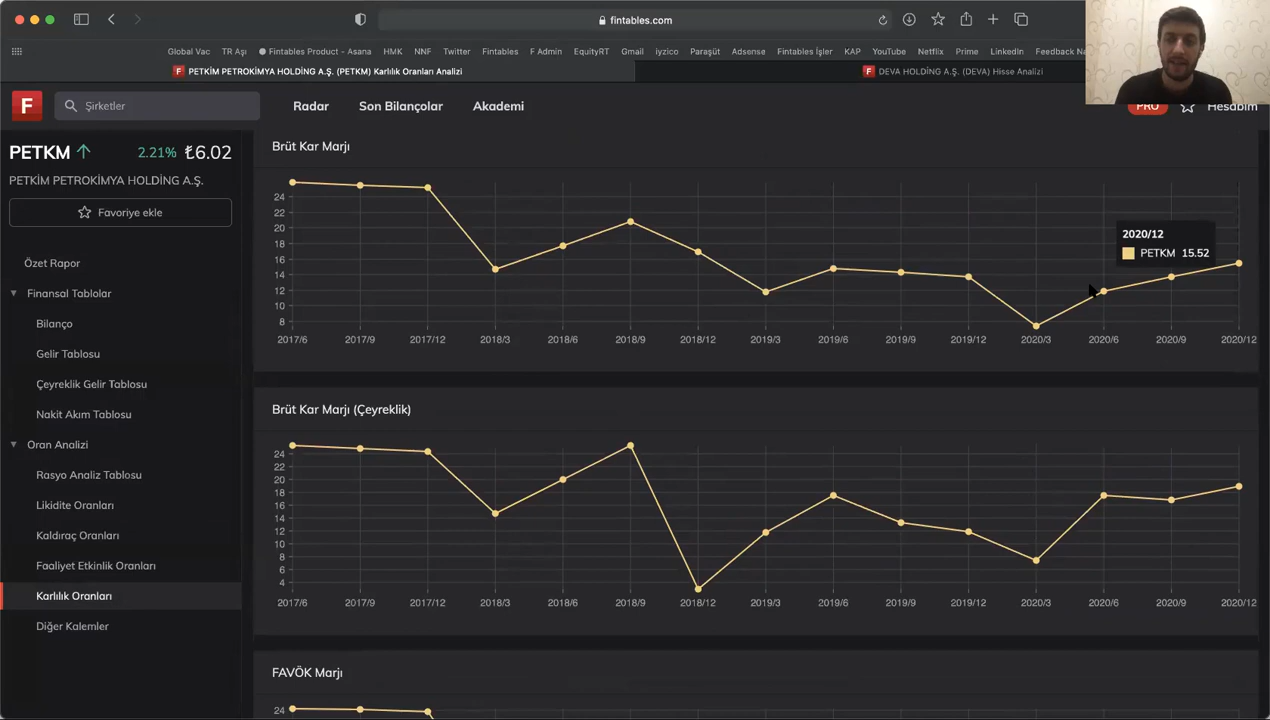 fintables.com
Global Vac TR Aşı Fintables Product - Asana HMK NNF Twitter Fintables F Admin EquityRT Gmail iyzico Paraşüt Adsense Fintables İşler KAP YouTube Netflix Prime LinkedIn Feedback
F PETKİM PETROKİMYA HOLDİNG A.Ş. (PETKM) Karlılık Oranları Analizi
F DEVA HOLDİNG A.Ş. (DEVA) Hisse Analizi
F Şirketler Radar Son Bilançolar Akademi PRO Hesabım
PETKM 2.21% ₺6.02
PETKİM PETROKİMYA HOLDİNG A.Ş.
Favoriye ekle
Özet Rapor
Finansal Tablolar
Bilanço
Gelir Tablosu
Çeyreklik Gelir Tablosu
Nakit Akım Tablosu
Oran Analizi
Rasyo Analiz Tablosu
Likidite Oranları
Kaldıraç Oranları
Faaliyet Etkinlik Oranları
Karlılık Oranları
Diğer Kalemler
Brüt Kar Marjı
24
22
20
18
16
14
12
10
8
2020/12
PETKM 15.52
2017/6 2017/9 2017/12 2018/3 2018/6 2018/9 2018/12 2019/3 2019/6 2019/9 2019/12 2020/3 2020/6 2020/9 2020/12
Brüt Kar Marjı (Çeyreklik)
24
22
20
18
16
14
12
10
8
6
4
2017/6 2017/9 2017/12 2018/3 2018/6 2018/9 2018/12 2019/3 2019/6 2019/9 2019/12 2020/3 2020/6 2020/9 2020/12
FAVÖK Marjı
24